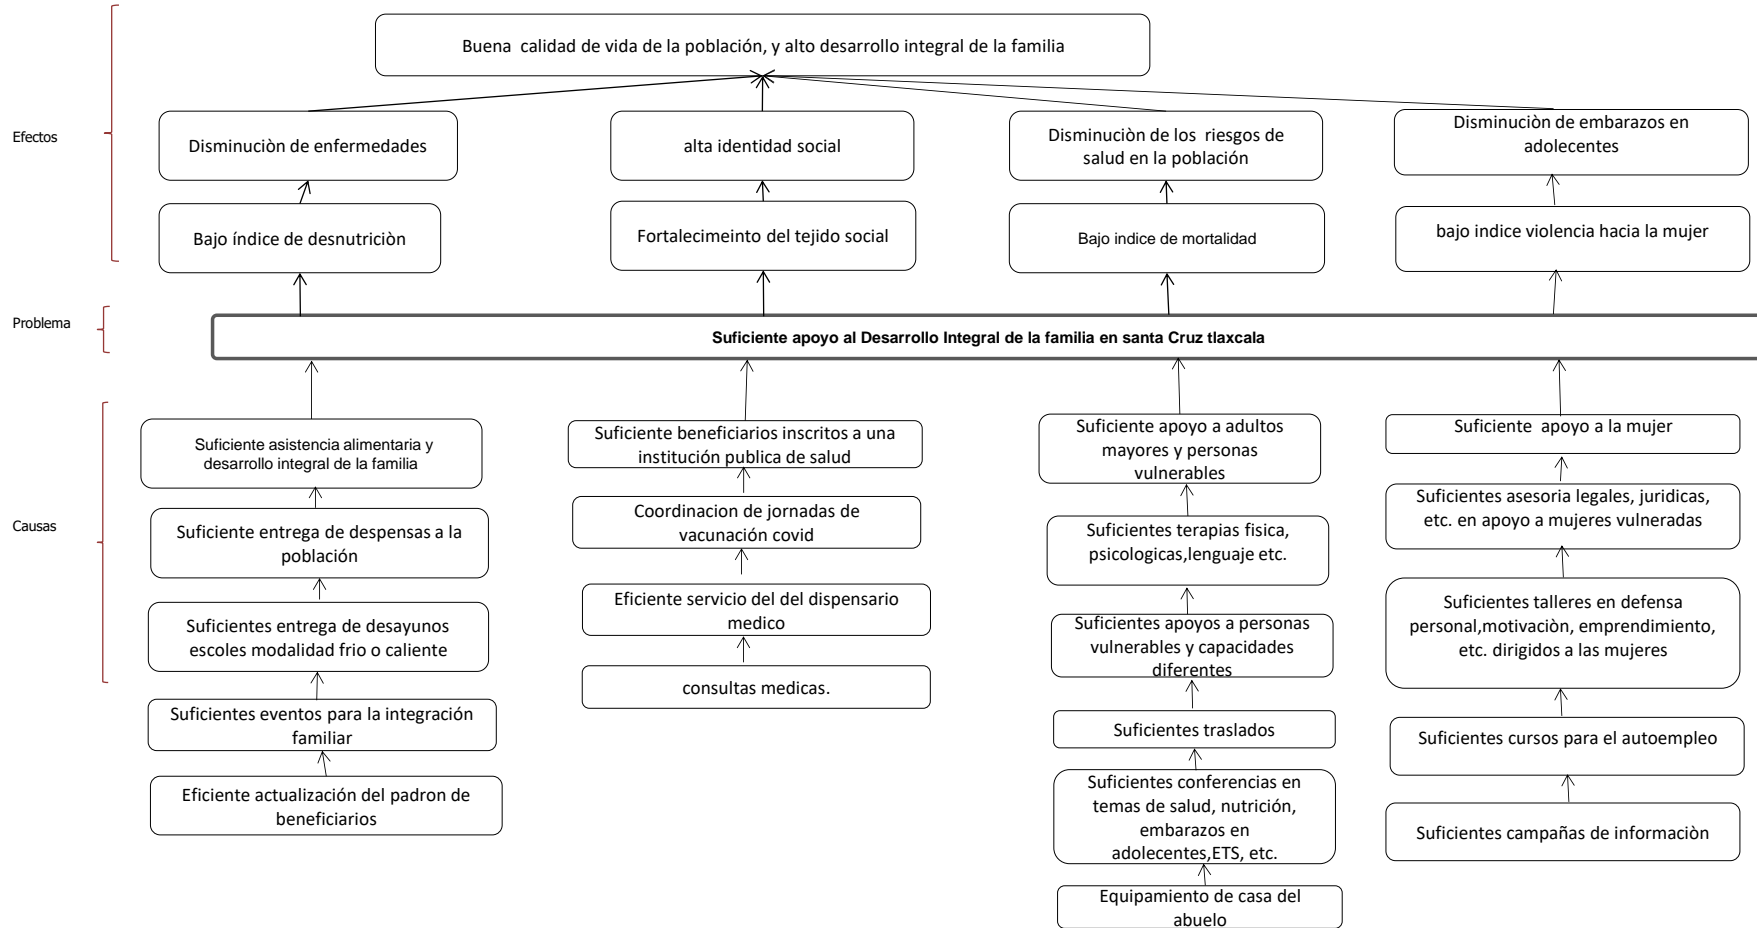 Buena calidad de vida de la población, y alto desarrollo integral de la familia
Efectos
Disminuciòn de enfermedades
alta identidad social
Disminuciòn de los riesgos de
salud en la población
Disminuciòn de embarazos en
adolecentes
Bajo índice de desnutriciòn
Fortalecimeinto del tejido social
Bajo indice de mortalidad
bajo indice violencia hacia la mujer
Problema
Suficiente apoyo al Desarrollo Integral de la familia en santa Cruz tlaxcala
Causas
Suficiente asistencia alimentaria y
desarrollo integral de la familia
Suficiente entrega de despensas a la
población
Suficientes entrega de desayunos
escoles modalidad frio o caliente
Suficientes eventos para la integración
familiar
Eficiente actualización del padron de
beneficiarios
Suficiente beneficiarios inscritos a una
institución publica de salud
Coordinacion de jornadas de
vacunación covid
Eficiente servicio del del dispensario
medico
consultas medicas.
Suficiente apoyo a adultos
mayores y personas
vulnerables
Suficientes terapias fisica,
psicologicas,lenguaje etc.
Suficientes apoyos a personas
vulnerables y capacidades
diferentes
Suficientes traslados
Suficientes conferencias en
temas de salud, nutrición,
embarazos en
adolecentes,ETS, etc.
Equipamiento de casa del
abuelo
Suficiente apoyo a la mujer
Suficientes asesoria legales, juridicas,
etc. en apoyo a mujeres vulneradas
Suficientes talleres en defensa
personal,motivaciòn, emprendimiento,
etc. dirigidos a las mujeres
Suficientes cursos para el autoempleo
Suficientes campañas de informaciòn